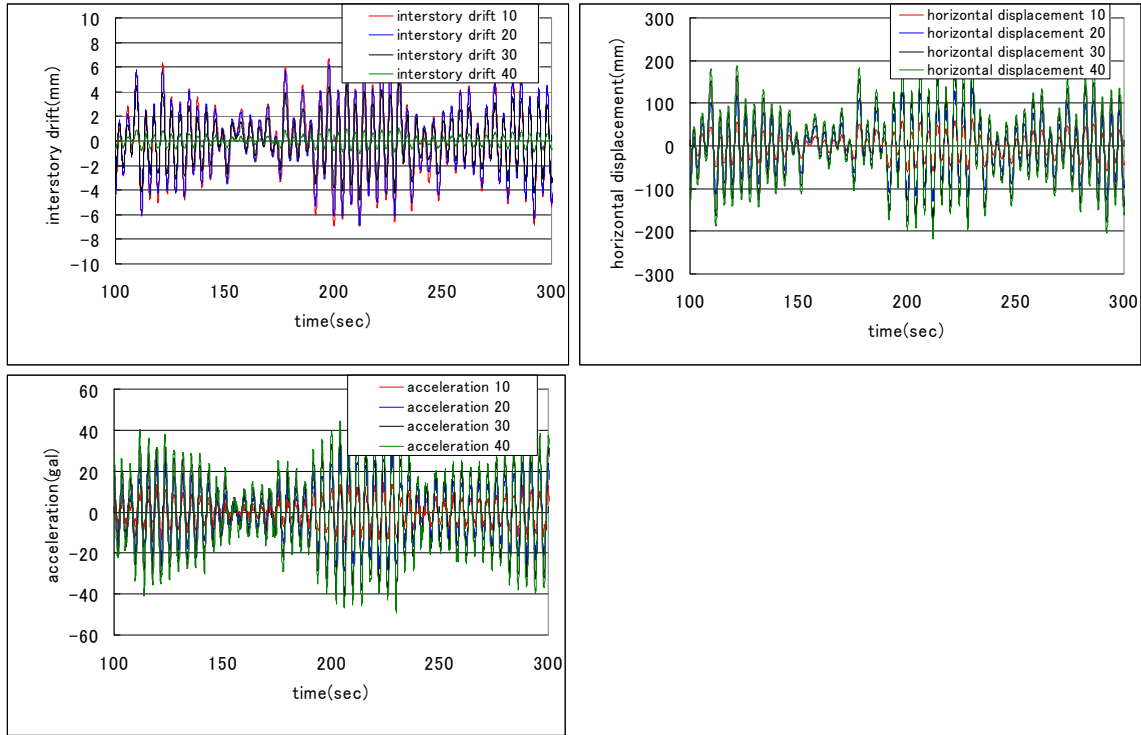 interstory drift 10
interstory drift 20
interstory drift 30
interstory drift 40
interstory drift(mm)
10
8
6
4
2
0
-2
-4
-6
-8
-10
100
150
200
250
300
time(sec)
horizontal displacement 10
horizontal displacement 20
horizontal displacement 30
horizontal displacement 40
horizontal displacement(mm)
300
200
100
0
-100
-200
-300
100
150
200
250
300
time(sec)
acceleration 10
acceleration 20
acceleration 30
acceleration 40
acceleration(gal)
60
40
20
0
-20
-40
-60
100
150
200
250
300
time(sec)